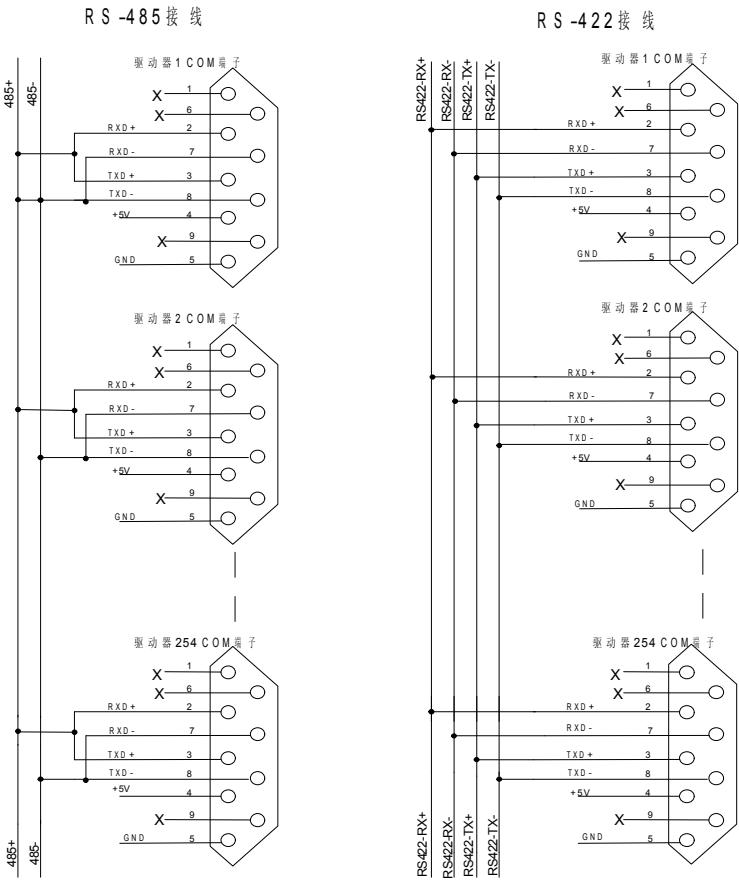 RS-485接线
485+
485-
驱动器1COM端子
X 1
X 6
RXD+ 2
RXD- 7
TXD+ 3
TXD- 8
+5V 4
X 9
GND 5
驱动器2COM端子
X 1
X 6
RXD+ 2
RXD- 7
TXD+ 3
TXD- 8
+5V 4
X 9
GND 5
驱动器254COM端子
X 1
X 6
RXD+ 2
RXD- 7
TXD+ 3
TXD- 8
+5V 4
X 9
GND 5
485+
485-
RS-422接线
RS422-RX+
RS422-RX-
RS422-TX+
RS422-TX-
驱动器1COM端子
X 1
X 6
RXD+ 2
RXD- 7
TXD+ 3
TXD- 8
+5V 4
X 9
GND 5
驱动器2COM端子
X 1
X 6
RXD+ 2
RXD- 7
TXD+ 3
TXD- 8
+5V 4
X 9
GND 5
驱动器254COM端子
X 1
X 6
RXD+ 2
RXD- 7
TXD+ 3
TXD- 8
+5V 4
X 9
GND 5
RS422-RX+
RS422-RX-
RS422-TX+
RS422-TX-